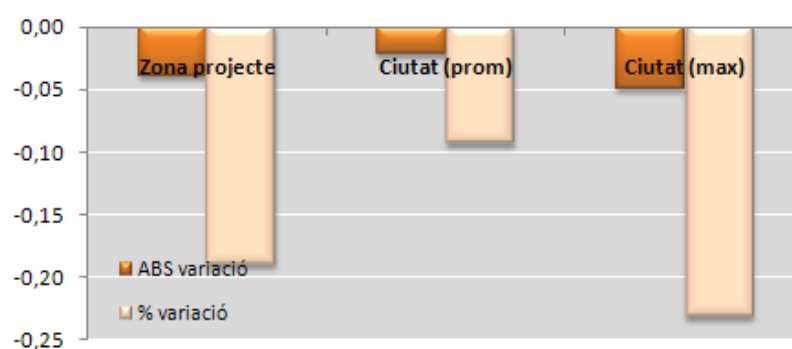 0,00
Zona projecte Ciutat (prom) Ciutat (max)
-0,05
-0,10
-0,15
ABS variació
-0,20
% variació
-0,25